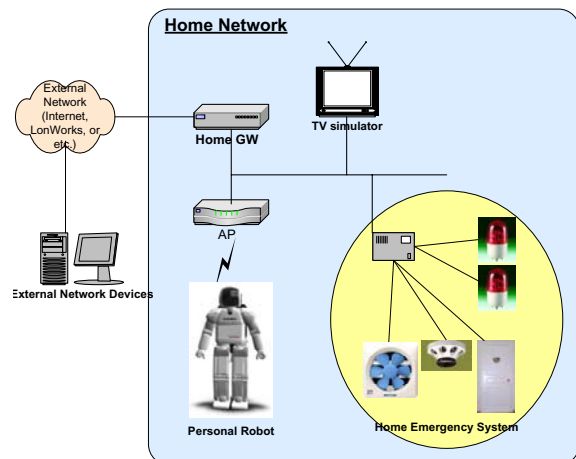 Home Network
External
Network
(Internet,
LonWorks, or
etc.)
Home GW
TV simulator
AP
External Network Devices
Personal Robot
Home Emergency System